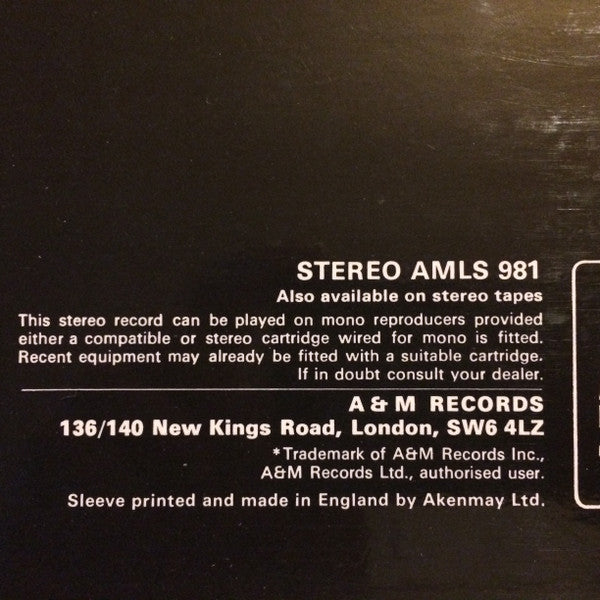 STEREO AMLS 981
Also available on stereo tapes
This stereo record can be played on mono reproducers provided
either a compatible or stereo cartridge wired for mono is fitted.
Recent equipment may already be fitted with a suitable cartridge.
If in doubt consult your dealer.
A & M RECORDS
136/140 New Kings Road, London, SW6 4LZ
*Trademark of A&M Records Inc.,
A&M Records Ltd., authorised user.
Sleeve printed and made in England by Akenmay Ltd.